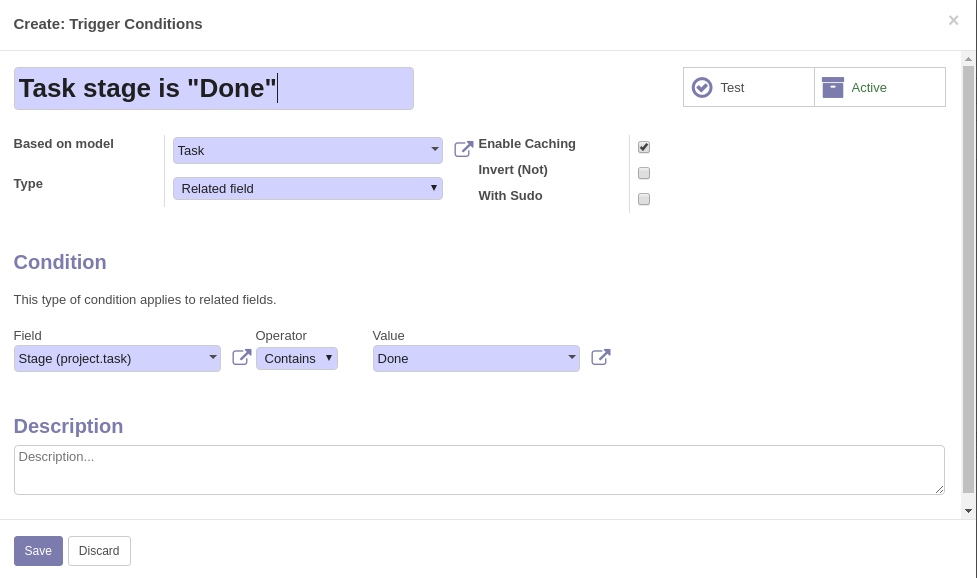 Create: Trigger Conditions
×
Task stage is "Done"
Test
Active
Based on model
Task
Enable Caching
Invert (Not)
Type
Related field
With Sudo
Condition
This type of condition applies to related fields.
Field
Operator
Value
Stage (project.task)
Contains
Done
Description
Description...
Save
Discard